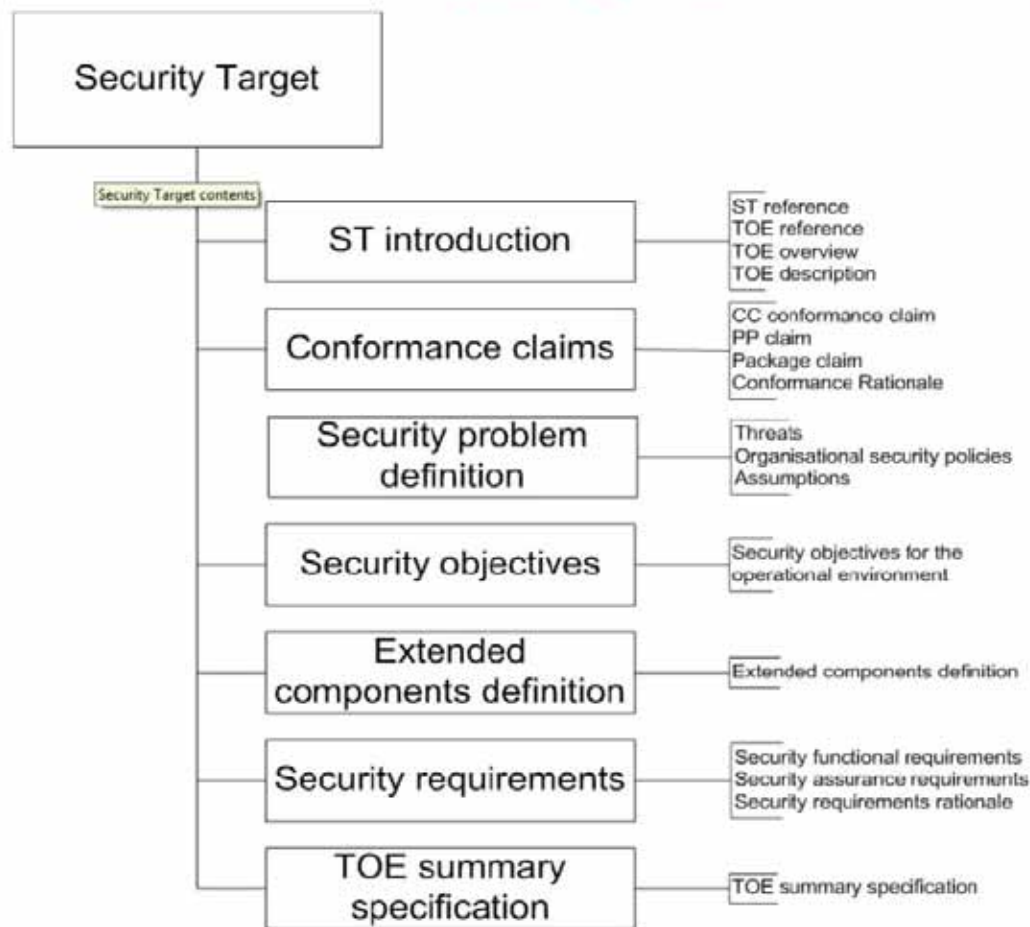 Security Target
Security Target contents
ST introduction
ST reference
TOE reference
TOE overview
TOE description
Conformance claims
CC conformance claim
PP claim
Package claim
Conformance Rationale
Security problem
definition
Threats
Organisational security policies
Assumptions
Security objectives
Security objectives for the
operational environment
Extended
components definition
Extended components definition
Security requirements
Security functional requirements
Security assurance requirements
Security requirements rationale
TOE summary
specification
TOE summary specification